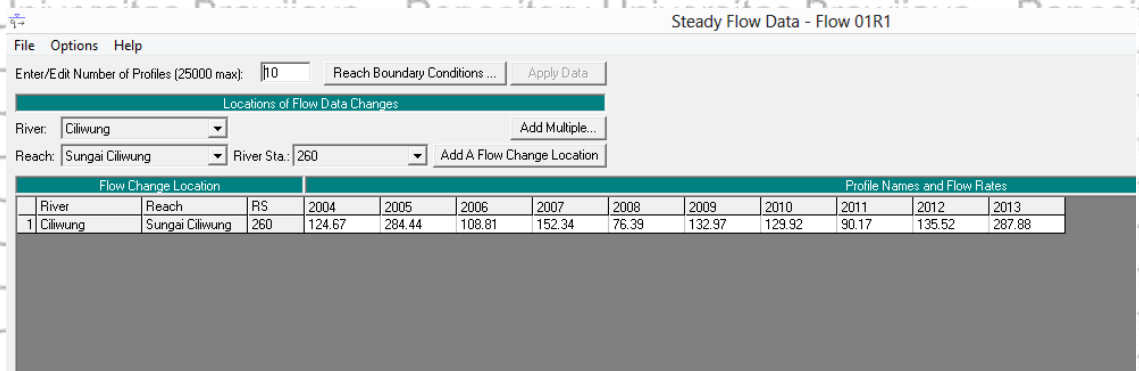 Steady Flow Data - Flow 01R1
File Options Help
Enter/Edit Number of Profiles (25000 max): 10 Reach Boundary Conditions ... Apply Data
Locations of Flow Data Changes
River: Ciliwung Add Multiple...
Reach: Sungai Ciliwung River Sta.: 260 Add A Flow Change Location
Flow Change Location Profile Names and Flow Rates
River Reach RS 2004 2005 2006 2007 2008 2009 2010 2011 2012 2013
1 Ciliwung Sungai Ciliwung 260 124.67 284.44 108.81 152.34 76.39 132.97 129.92 90.17 135.52 287.88